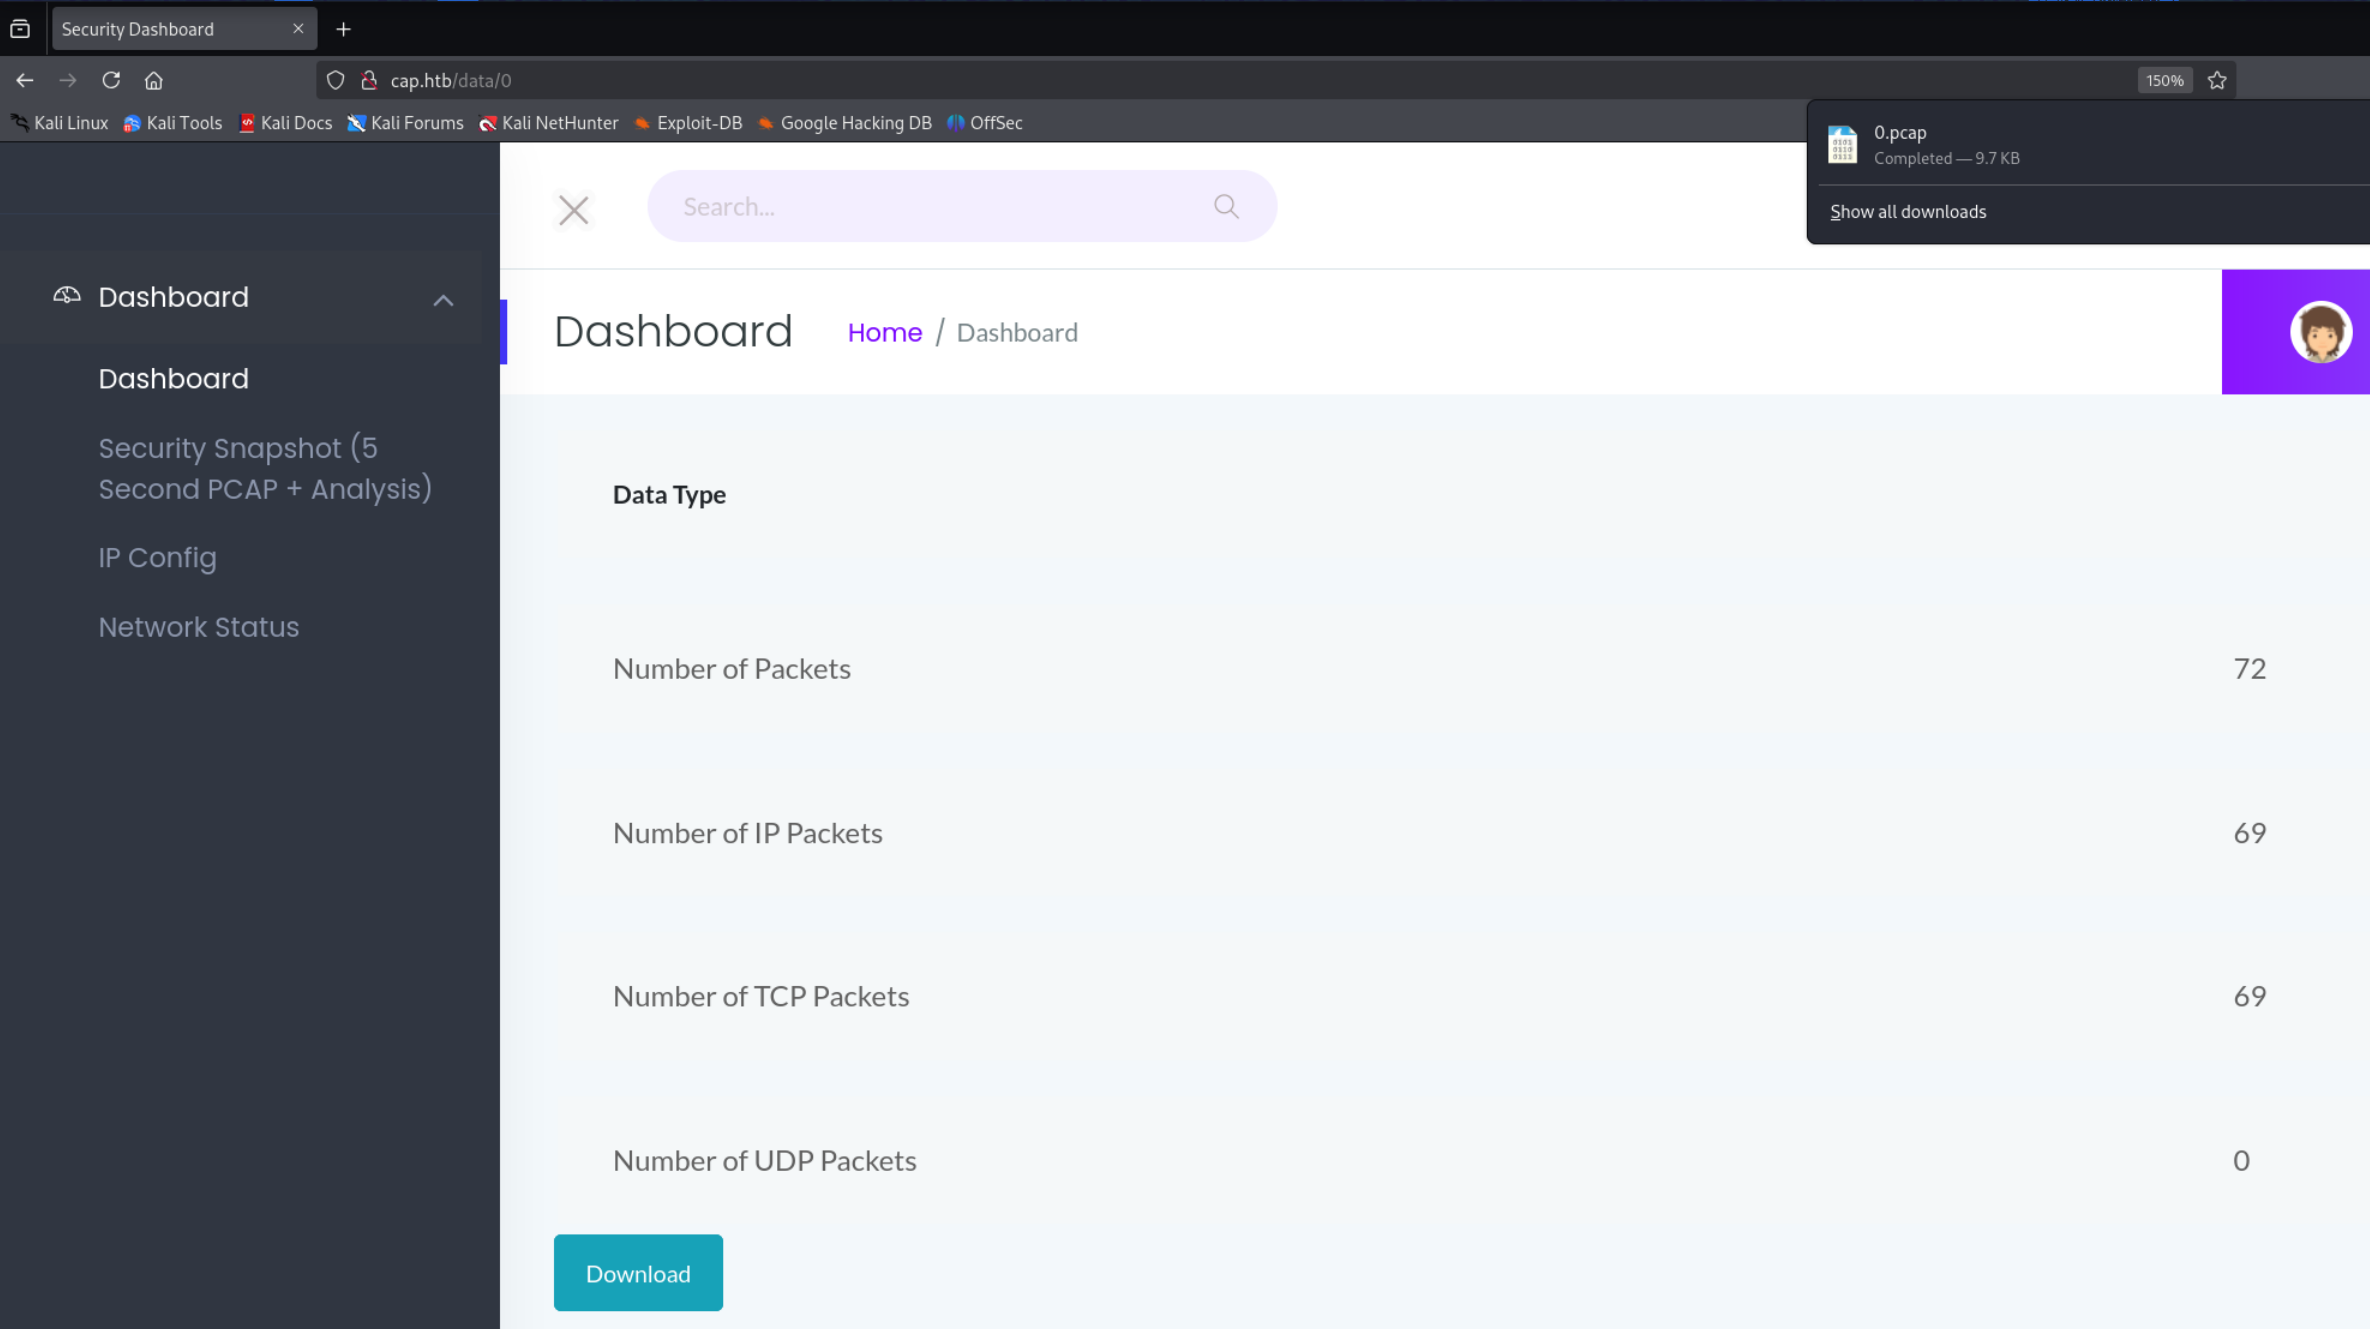 Security Dashboard
cap.htb/data/0
150%
Kali Linux Kali Tools Kali Docs Kali Forums Kali NetHunter Exploit-DB Google Hacking DB OffSec
0.pcap
Completed — 9.7 KB
Show all downloads
Search...
Dashboard
Dashboard
Security Snapshot (5
Second PCAP + Analysis)
IP Config
Network Status
Dashboard Home / Dashboard
Data Type
Number of Packets 72
Number of IP Packets 69
Number of TCP Packets 69
Number of UDP Packets 0
Download